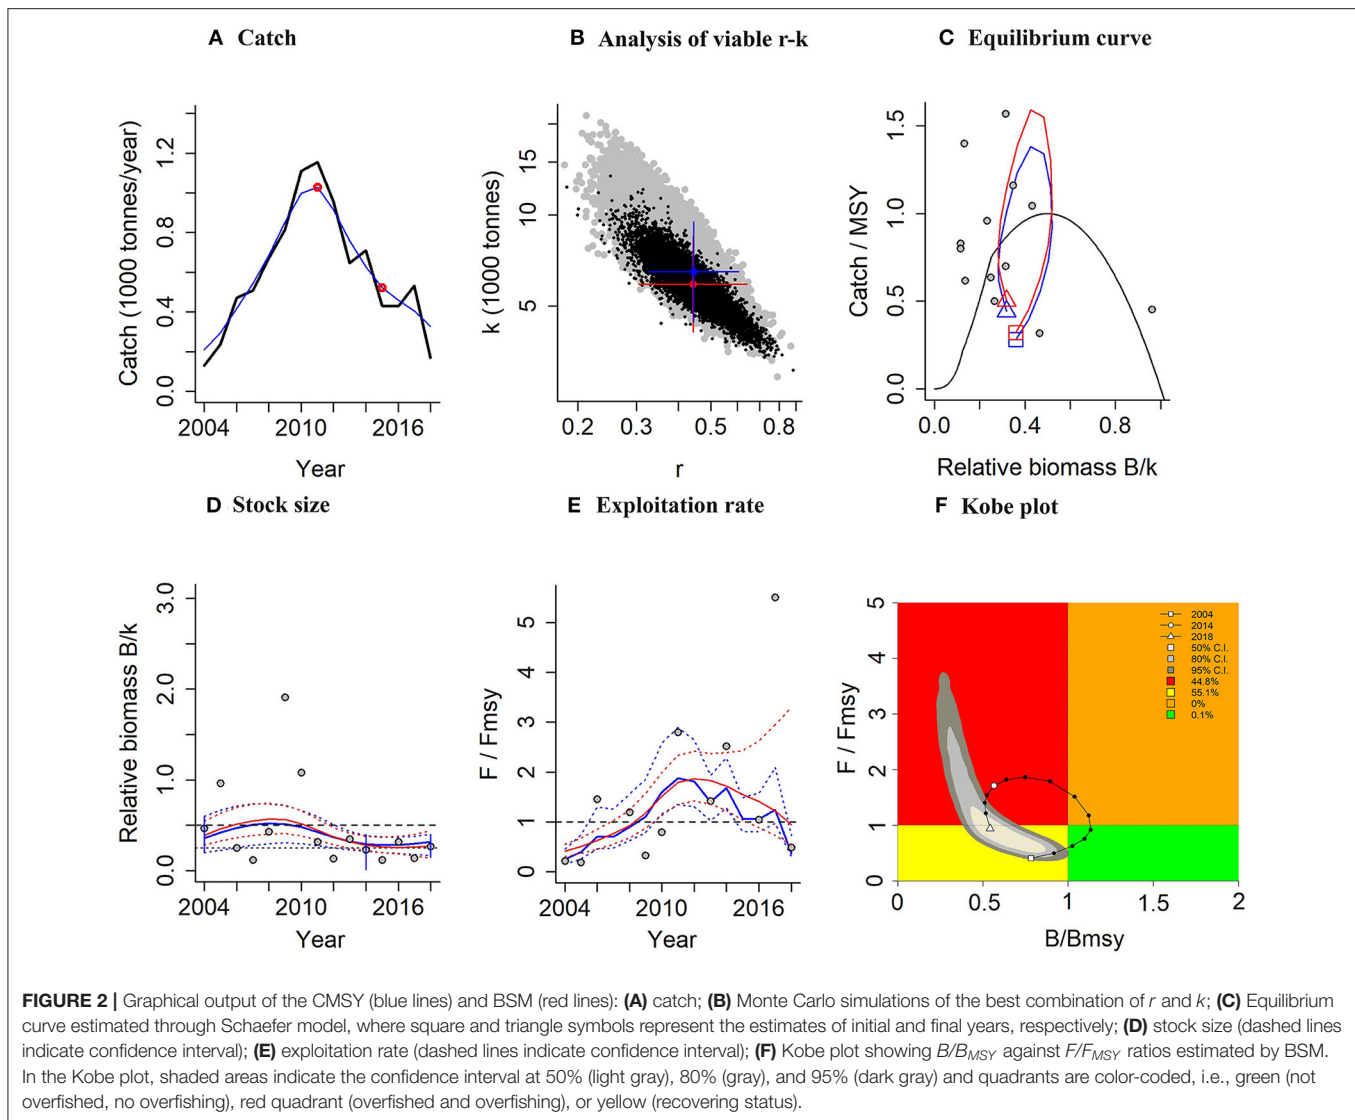 A Catch
B Analysis of viable r-k
C Equilibrium curve
Catch (1000 tonnes/year)
0.0 0.4 0.8 1.2
2004 2010 2016
Year
k (1000 tonnes)
5 10 15
0.2 0.3 0.5 0.8
r
Catch / MSY
0.0 0.5 1.0 1.5
0.0 0.4 0.8
Relative biomass B/k
D Stock size
E Exploitation rate
F Kobe plot
Relative biomass B/k
0.0 1.0 2.0 3.0
2004 2010 2016
Year
F / Fmsy
0 1 2 3 4 5
2004 2010 2016
Year
F / Fmsy
0 1 2 3 4 5
2004
2014
2018
50% C.I.
80% C.I.
95% C.I.
44.8%
55.1%
0%
0.1%
0 0.5 1 1.5 2
B/Bmsy
FIGURE 2 | Graphical output of the CMSY (blue lines) and BSM (red lines): (A) catch; (B) Monte Carlo simulations of the best combination of r and k; (C) Equilibrium
curve estimated through Schaefer model, where square and triangle symbols represent the estimates of initial and final years, respectively; (D) stock size (dashed lines
indicate confidence interval); (E) exploitation rate (dashed lines indicate confidence interval); (F) Kobe plot showing B/BMSY against F/FMSY ratios estimated by BSM.
In the Kobe plot, shaded areas indicate the confidence interval at 50% (light gray), 80% (gray), and 95% (dark gray) and quadrants are color-coded, i.e., green (not
overfished, no overfishing), red quadrant (overfished and overfishing), or yellow (recovering status).